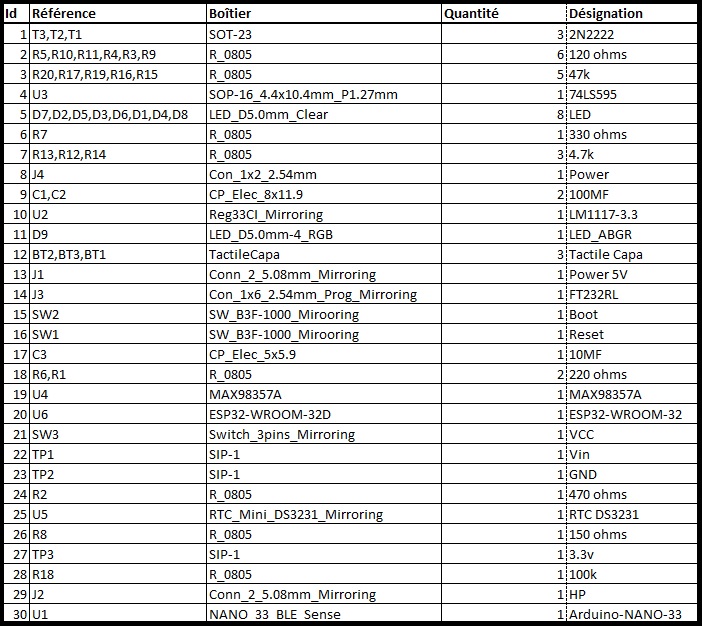 Id Référence Boîtier Quantité Désignation
1 T3,T2,T1 SOT-23 3 2N2222
2 R5,R10,R11,R4,R3,R9 R_0805 6 120 ohms
3 R20,R17,R19,R16,R15 R_0805 5 47k
4 U3 SOP-16_4.4x10.4mm_P1.27mm 1 74LS595
5 D7,D2,D5,D3,D6,D1,D4,D8 LED_D5.0mm_Clear 8 LED
6 R7 R_0805 1 330 ohms
7 R13,R12,R14 R_0805 3 4.7k
8 J4 Con_1x2_2.54mm 1 Power
9 C1,C2 CP_Elec_8x11.9 2 100MF
10 U2 Reg33CI_Mirroring 1 LM1117-3.3
11 D9 LED_D5.0mm-4_RGB 1 LED_ABGR
12 BT2,BT3,BT1 TactileCapa 3 Tactile Capa
13 J1 Conn_2_5.08mm_Mirroring 1 Power 5V
14 J3 Con_1x6_2.54mm_Prog_Mirroring 1 FT232RL
15 SW2 SW_B3F-1000_Mirooring 1 Boot
16 SW1 SW_B3F-1000_Mirooring 1 Reset
17 C3 CP_Elec_5x5.9 1 10MF
18 R6,R1 R_0805 2 220 ohms
19 U4 MAX98357A 1 MAX98357A
20 U6 ESP32-WROOM-32D 1 ESP32-WROOM-32
21 SW3 Switch_3pins_Mirroring 1 VCC
22 TP1 SIP-1 1 Vin
23 TP2 SIP-1 1 GND
24 R2 R_0805 1 470 ohms
25 U5 RTC_Mini_DS3231_Mirroring 1 RTC DS3231
26 R8 R_0805 1 150 ohms
27 TP3 SIP-1 1 3.3v
28 R18 R_0805 1 100k
29 J2 Conn_2_5.08mm_Mirroring 1 HP
30 U1 NANO_33_BLE_Sense 1 Arduino-NANO-33